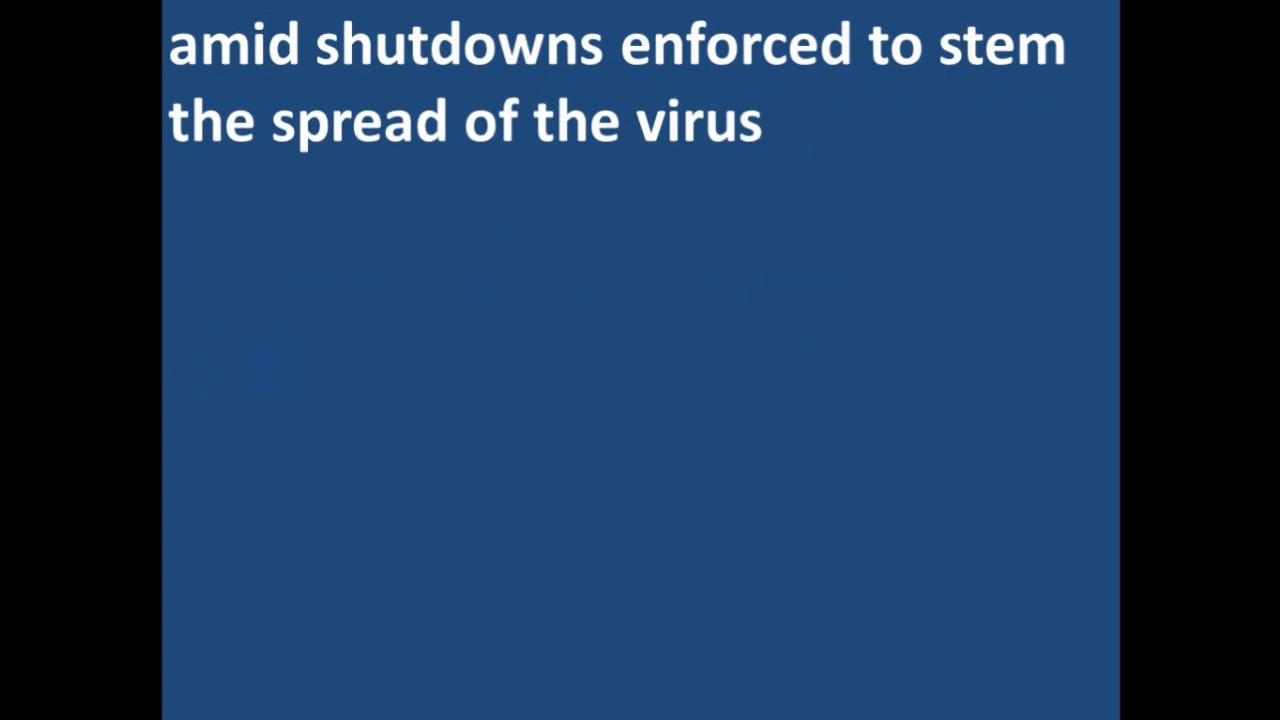 amid shutdowns enforced to stem
the spread of the virus